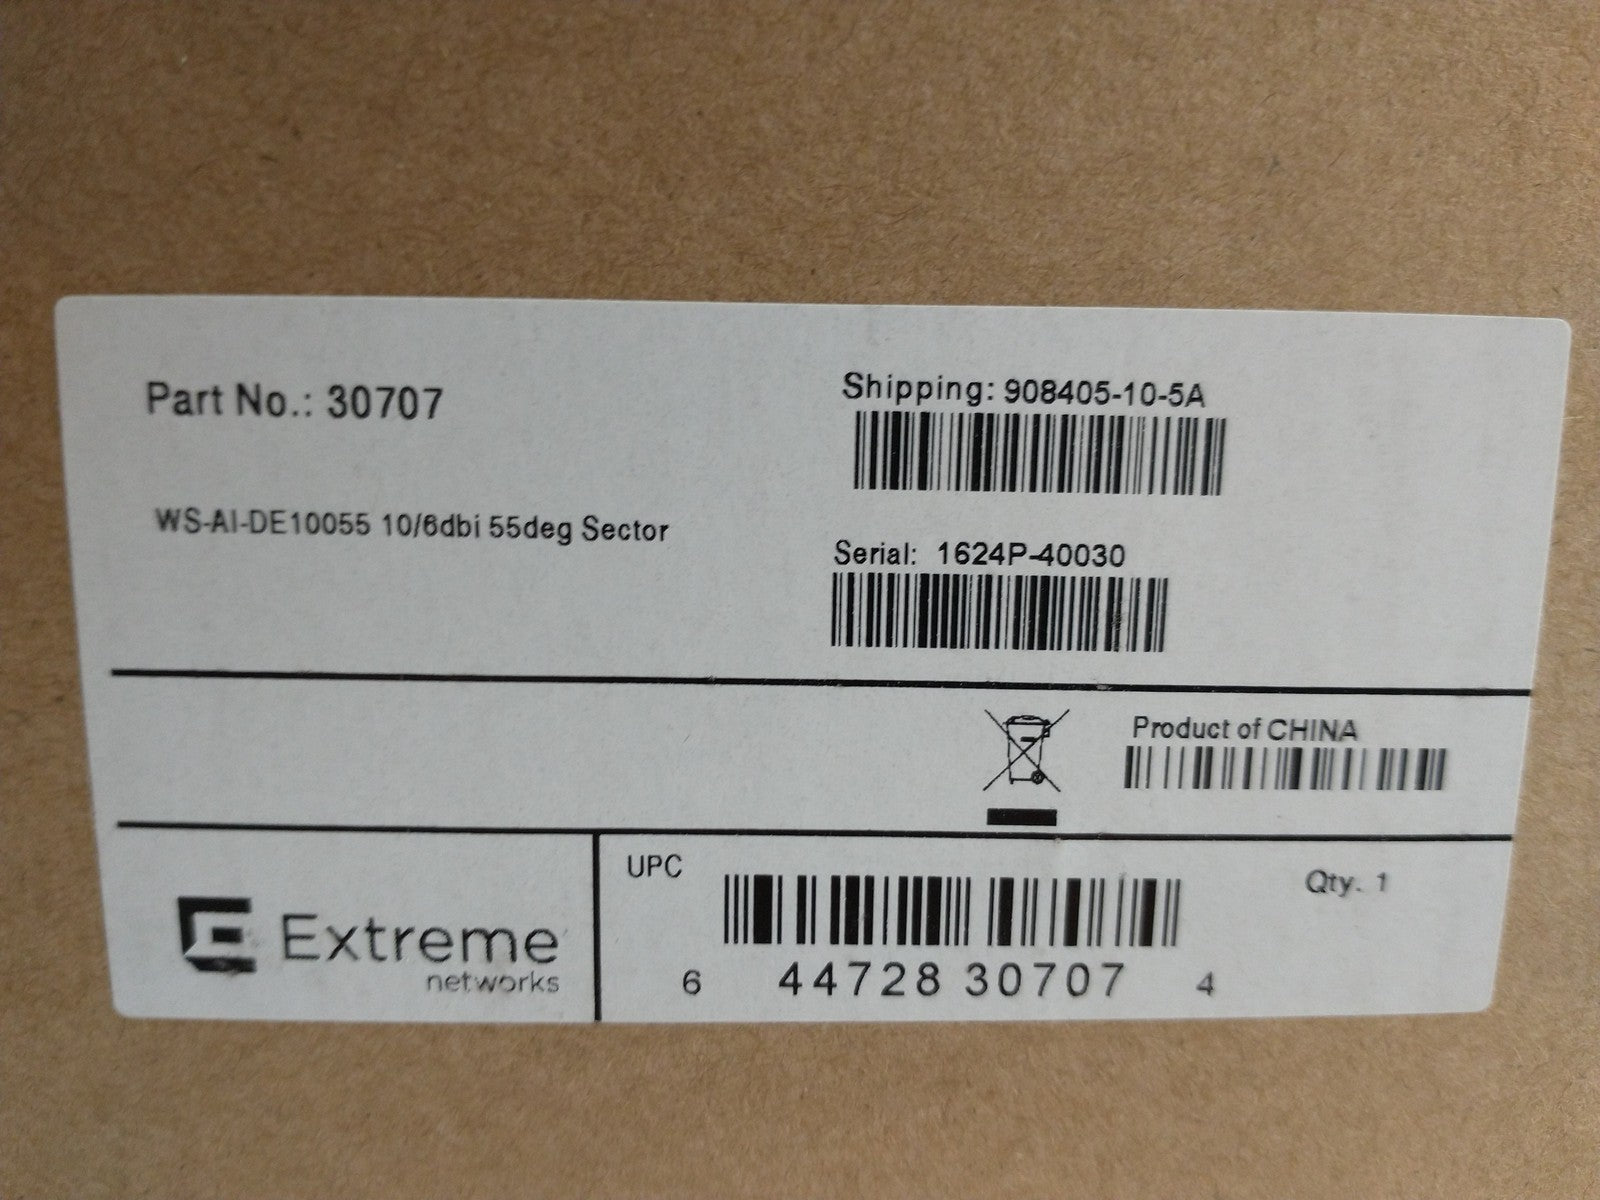 Part No.: 30707
Shipping: 908405-10-5A
WS-AI-DE10055 10/6dbi 55deg Sector
Serial: 1624P-40030
Product of CHINA
Extreme
networks
UPC
Qty. 1
6 44728 30707 4